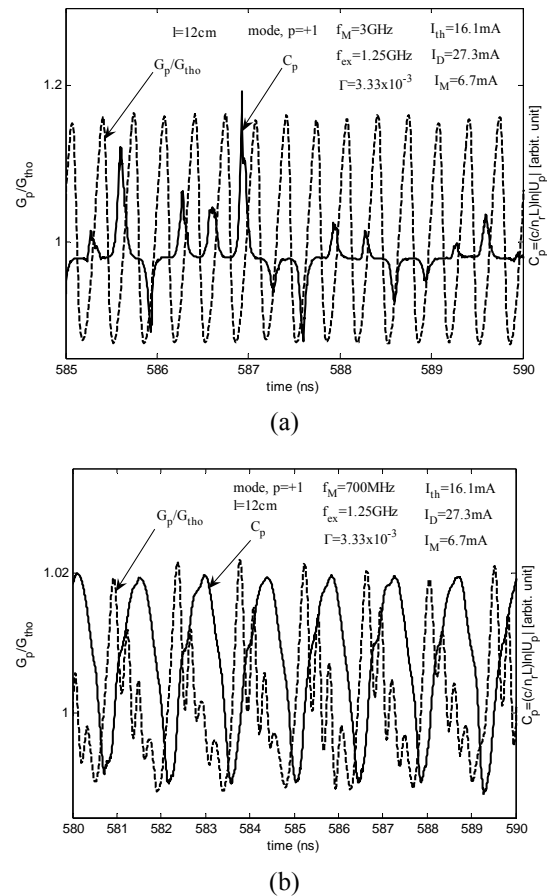 l=12cm mode, p=+1 f_M=3GHz I_th=16.1mA
G_p/G_tho C_p f_ex=1.25GHz I_D=27.3mA
Γ=3.33x10^-3 I_M=6.7mA
1.2
1
G_p/G_tho
C_p=(c/n_rL)ln|U_p| [arbit. unit]
585 586 587 588 589 590
time (ns)
(a)
mode, p=+1 f_M=700MHz I_th=16.1mA
G_p/G_tho l=12cm f_ex=1.25GHz I_D=27.3mA
C_p Γ=3.33x10^-3 I_M=6.7mA
1.02
1
G_p/G_tho
C_p=(c/n_rL)ln|U_p| [arbit. unit]
580 581 582 583 584 585 586 587 588 589 590
time (ns)
(b)